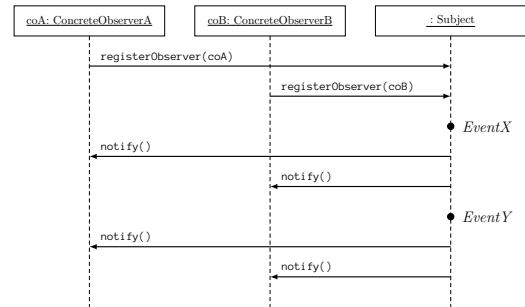 coA: ConcreteObserverA
coB: ConcreteObserverB
: Subject
registerObserver(coA)
registerObserver(coB)
EventX
notify()
notify()
EventY
notify()
notify()